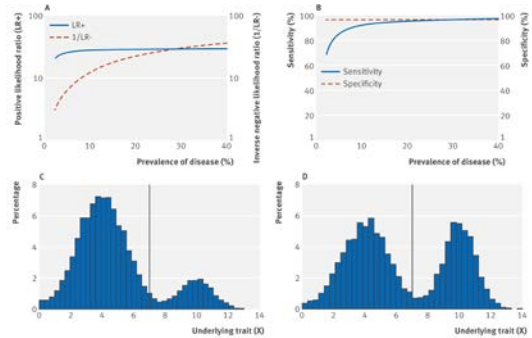 A
Positive likelihood ratio (LR+)
100
10
1
LR+
1/LR-
0 10 20 30 40
Prevalence of disease (%)
Inverse negative likelihood ratio (1/LR-)
100
10
1
B
Sensitivity (%)
100
80
60
40
20
0
Sensitivity
Specificity
0 10 20 30 40
Prevalence of disease (%)
Specificity (%)
100
80
60
40
20
0
C
Percentage
8
6
4
2
0
0 2 4 6 8 10 12 14
Underlying trait (X)
D
Percentage
8
6
4
2
0
0 2 4 6 8 10 12 14
Underlying trait (X)